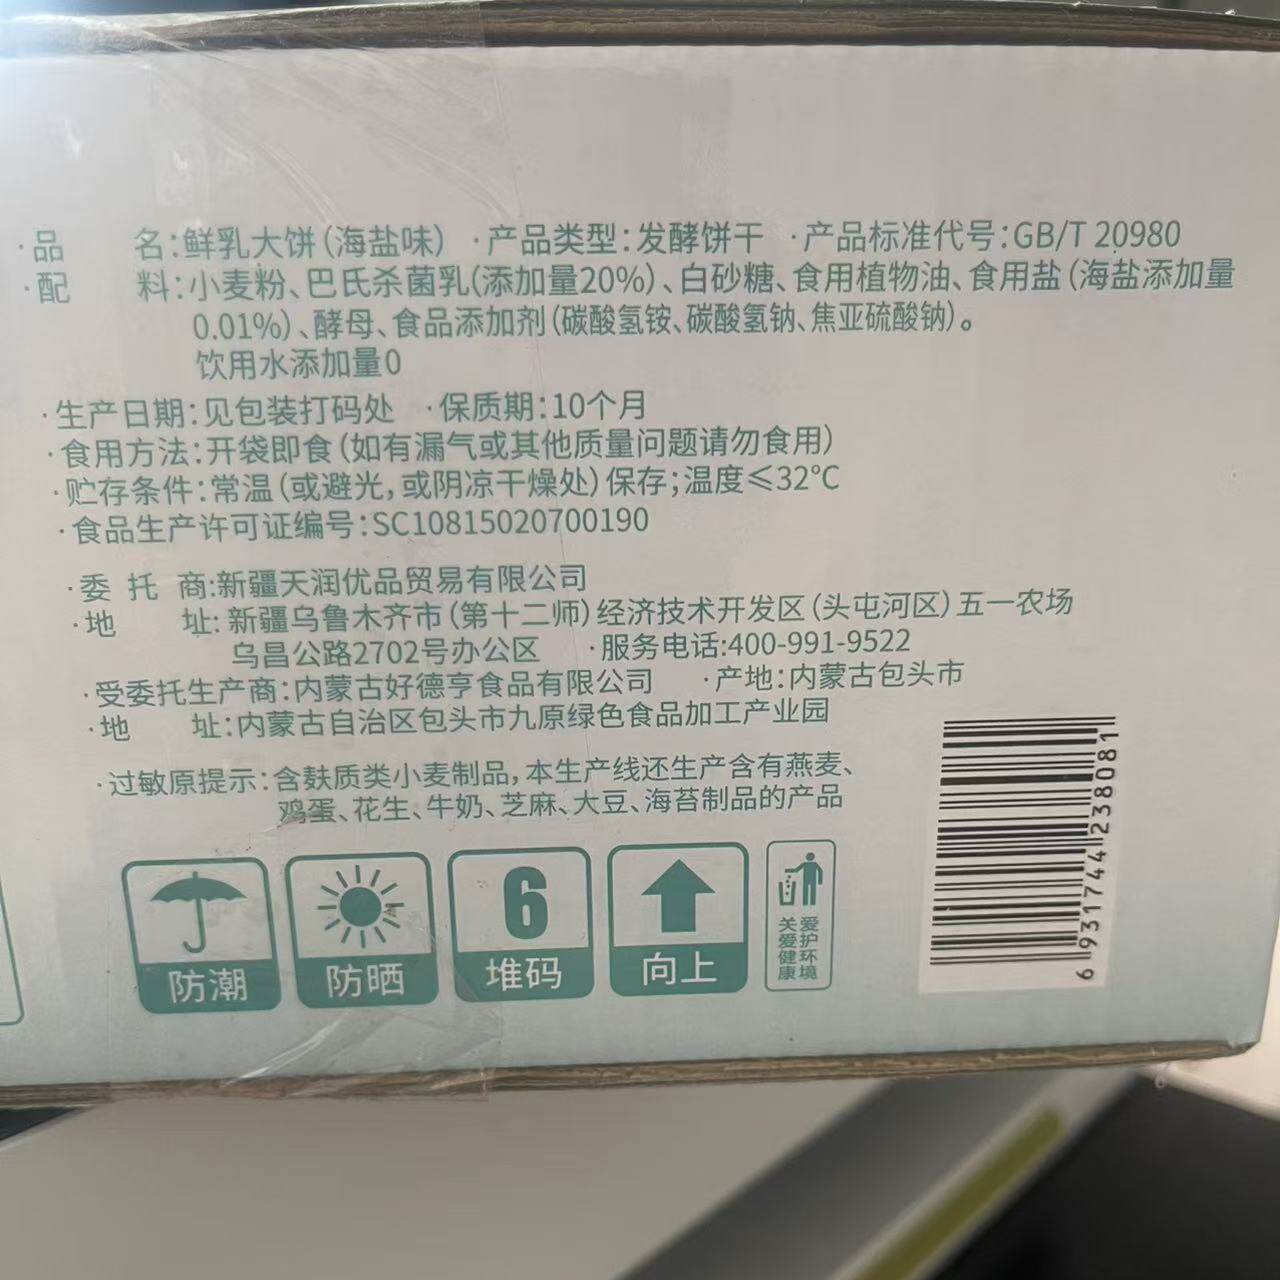 ·品 名:鲜乳大饼(海盐味) ·产品类型:发酵饼干 ·产品标准代号:GB/T 20980
·配 料:小麦粉、巴氏杀菌乳(添加量20%)、白砂糖、食用植物油、食用盐(海盐添加量
0.01%)、酵母、食品添加剂(碳酸氢铵、碳酸氢钠、焦亚硫酸钠)。
饮用水添加量0
·生产日期:见包装打码处 ·保质期:10个月
·食用方法:开袋即食(如有漏气或其他质量问题请勿食用)
·贮存条件:常温(或避光,或阴凉干燥处)保存;温度≤32℃
·食品生产许可证编号:SC10815020700190
·委 托 商:新疆天润优品贸易有限公司
·地 址:新疆乌鲁木齐市(第十二师)经济技术开发区(头屯河区)五一农场
乌昌公路2702号办公区 ·服务电话:400-991-9522
·受委托生产商:内蒙古好德亨食品有限公司 ·产地:内蒙古包头市
·地 址:内蒙古自治区包头市九原绿色食品加工产业园
·过敏原提示:含麸质类小麦制品,本生产线还生产含有燕麦、
鸡蛋、花生、牛奶、芝麻、大豆、海苔制品的产品
防潮
防晒
6
堆码
向上
关爱健康
爱护环境
6931744238081